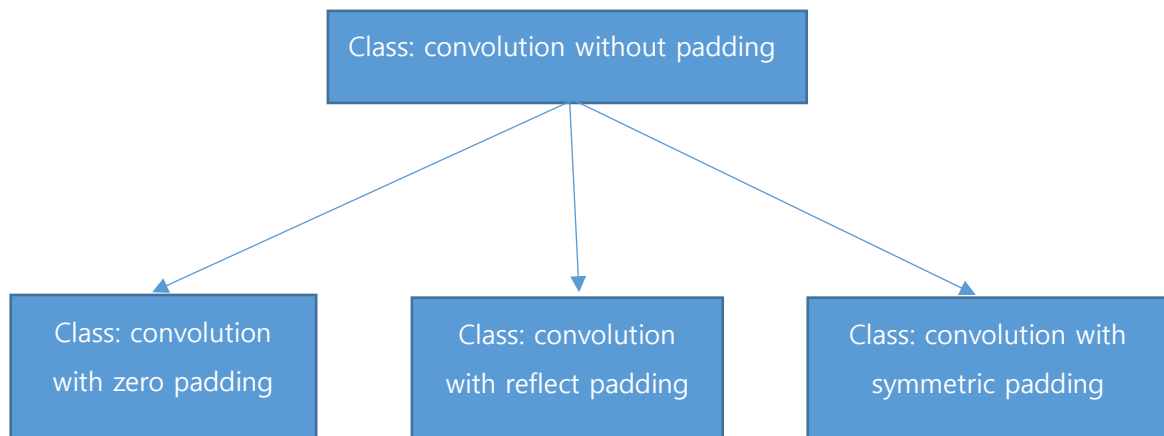 Class: convolution without padding
Class: convolution
with zero padding
Class: convolution
with reflect padding
Class: convolution with
symmetric padding